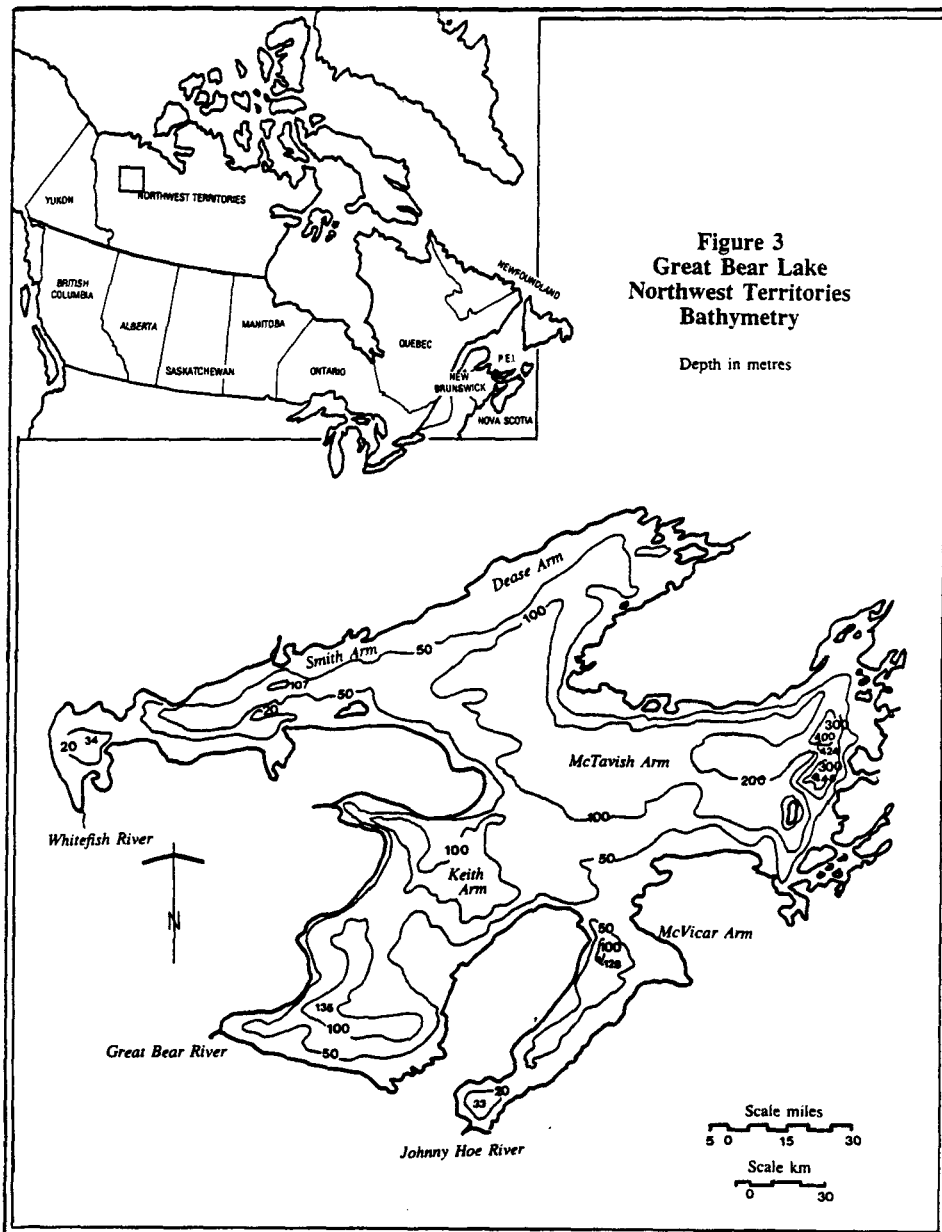 YUKON
NORTHWEST TERRITORIES
BRITISH
COLUMBIA
ALBERTA
SASKATCHEWAN
MANITOBA
ONTARIO
QUEBEC
NEWFOUNDLAND
P E I
NEW
BRUNSWICK
NOVA SCOTIA
Figure 3
Great Bear Lake
Northwest Territories
Bathymetry
Depth in metres
Dease Arm
100
50
Smith Arm
107
50
20
20
34
Whitefish River
N
McTavish Arm
300
400
424
300
200
100
50
100
Keith
Arm
McVicar Arm
50
100
128
136
100
50
Great Bear River
20
33
Johnny Hoe River
Scale miles
5 0 15 30
Scale km
0 30